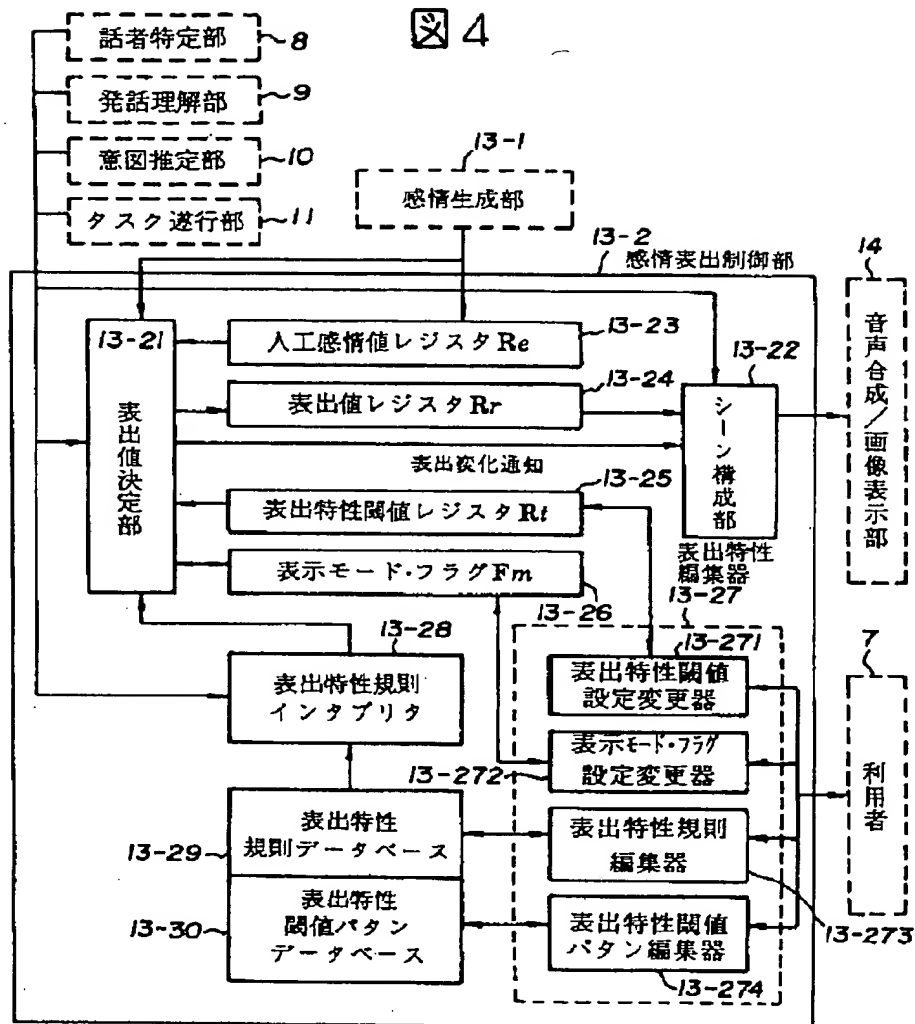 図4
話者特定部
8
発話理解部
9
意図推定部
10
タスク遂行部
11
13-1
感情生成部
13-2
感情表出制御部
14
音声合成/画像表示部
13-21
表出値決定部
人工感情値レジスタRe
13-23
13-22
シーン構成部
表出値レジスタRr
13-24
表出変化通知
13-25
表出特性閾値レジスタRt
表示モード・フラグFm
13-26
表出特性
編集器
13-27
13-28
表出特性規則
インタプリタ
13-271
表出特性閾値
設定変更器
表示モード・フラグ
設定変更器
13-272
7
利用者
13-29
表出特性
規則データベース
表出特性規則
編集器
13-273
13-30
表出特性
閾値パタン
データベース
表出特性閾値
パタン編集器
13-274